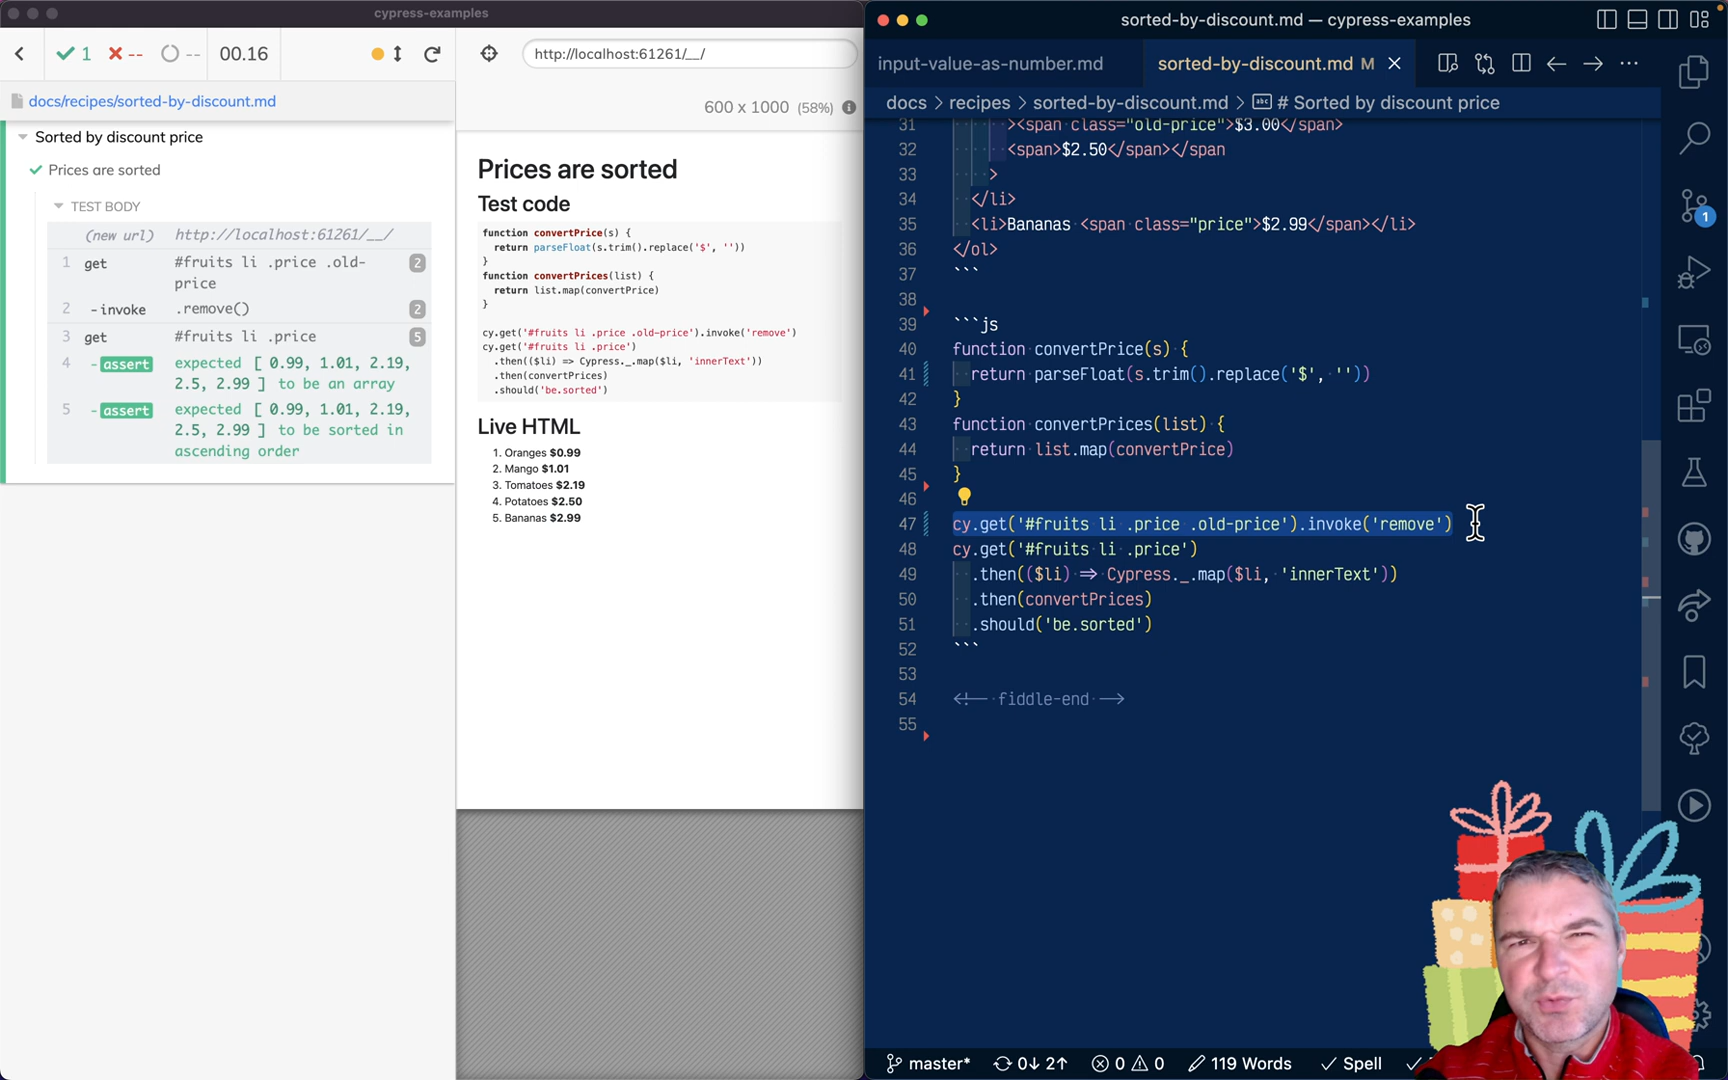 cypress-examples
1
--
--
00.16
http://localhost:61261/__/
docs/recipes/sorted-by-discount.md
600 x 1000 (58%)
Sorted by discount price
Prices are sorted
TEST BODY
(new url) http://localhost:61261/__/
1 get #fruits li .price .old-
price 2
2 -invoke .remove() 2
3 get #fruits li .price 5
4 -assert expected [ 0.99, 1.01, 2.19,
2.5, 2.99 ] to be an array
5 -assert expected [ 0.99, 1.01, 2.19,
2.5, 2.99 ] to be sorted in
ascending order
Prices are sorted
Test code
function convertPrice(s) {
return parseFloat(s.trim().replace('$', ''))
}
function convertPrices(list) {
return list.map(convertPrice)
}
cy.get('#fruits li .price .old-price').invoke('remove')
cy.get('#fruits li .price')
.then(($li) => Cypress._.map($li, 'innerText'))
.then(convertPrices)
.should('be.sorted')
Live HTML
1. Oranges $0.99
2. Mango $1.01
3. Tomatoes $2.19
4. Potatoes $2.50
5. Bananas $2.99
sorted-by-discount.md — cypress-examples
input-value-as-number.md
sorted-by-discount.md M
docs > recipes > sorted-by-discount.md > # Sorted by discount price
31 ><span class="old-price">$3.00</span>
32 <span>$2.50</span></span
33 >
34 </li>
35 <li>Bananas <span class="price">$2.99</span></li>
36 </ol>
37 ```
38
39 ```js
40 function convertPrice(s) {
41 return parseFloat(s.trim().replace('$', ''))
42 }
43 function convertPrices(list) {
44 return list.map(convertPrice)
45 }
46
47 cy.get('#fruits li .price .old-price').invoke('remove')
48 cy.get('#fruits li .price')
49 .then(($li) => Cypress._.map($li, 'innerText'))
50 .then(convertPrices)
51 .should('be.sorted')
52 ```
53
54 <!-- fiddle-end -->
55
1
master* 0↓ 2↑ 0 0 119 Words Spell